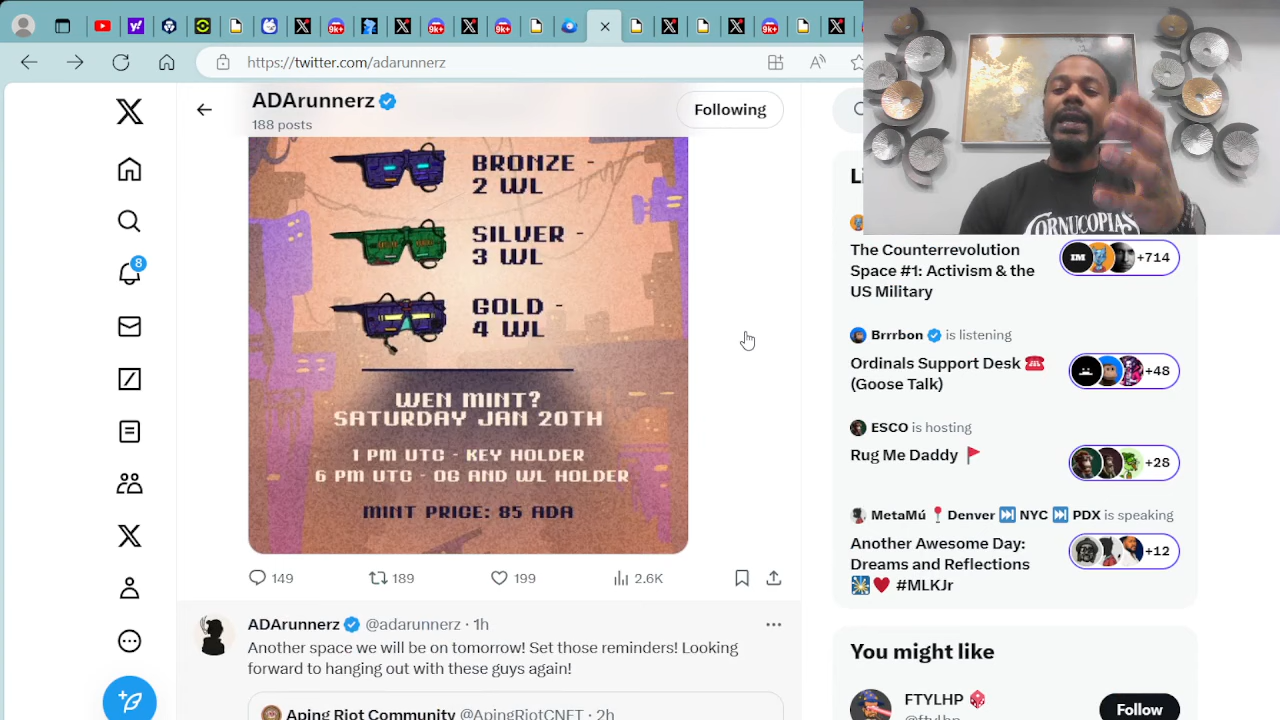 9k+
9k+
9k+
9k+
https://twitter.com/adarunnerz
ADArunnerz
188 posts
Following
BRONZE -
2 WL
SILVER -
3 WL
GOLD -
4 WL
WEN MINT?
SATURDAY JAN 20TH
1 PM UTC - KEY HOLDER
6 PM UTC - OG AND WL HOLDER
MINT PRICE: 85 ADA
149
189
199
2.6K
ADArunnerz @adarunnerz · 1h
Another space we will be on tomorrow! Set those reminders! Looking
forward to hanging out with these guys again!
Aping Riot Community @ApingRiotCNFT · 2h
8
CORNUCOPIAS
Li
The Counterrevolution
Space #1: Activism & the
US Military
IM
+714
Brrrbon is listening
Ordinals Support Desk ☎️
(Goose Talk)
+48
ESCO is hosting
Rug Me Daddy 🚩
+28
MetaMú 📍 Denver ⏭️ NYC ⏭️ PDX is speaking
Another Awesome Day:
Dreams and Reflections
🎇♥️ #MLKJr
+12
You might like
FTYLHP 🎲
Follow